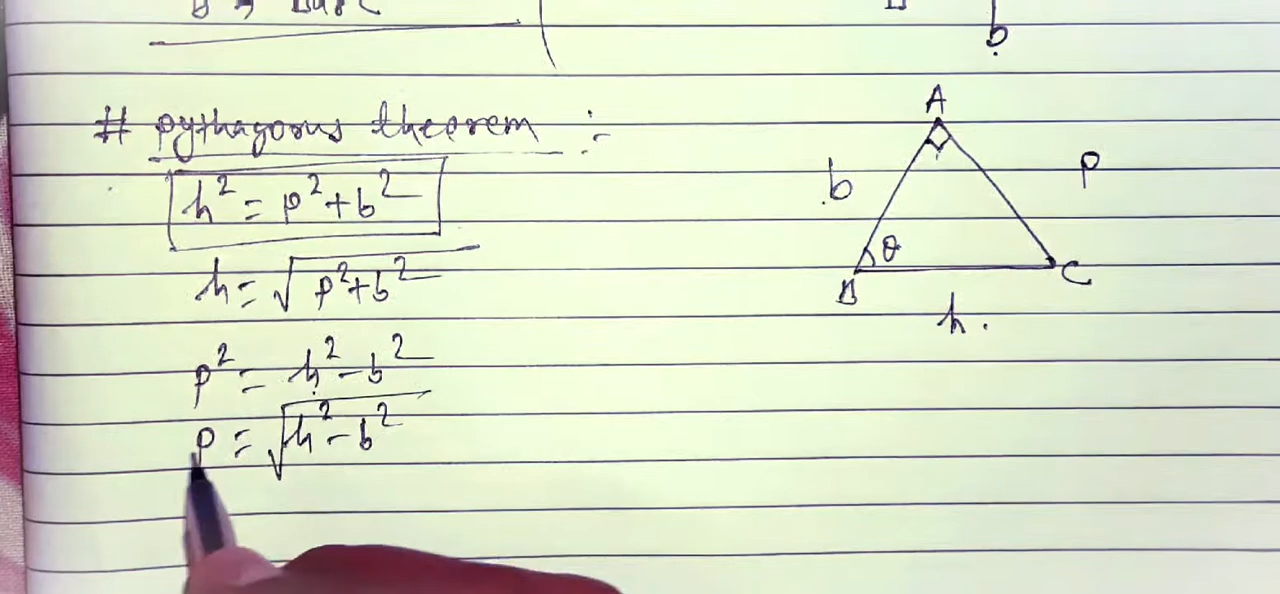 b
# pythagorus theorem :-
h² = p² + b²
h = √p²+b²
p² = h² - b²
p = √h² - b²
A
b
p
θ
B
C
h.